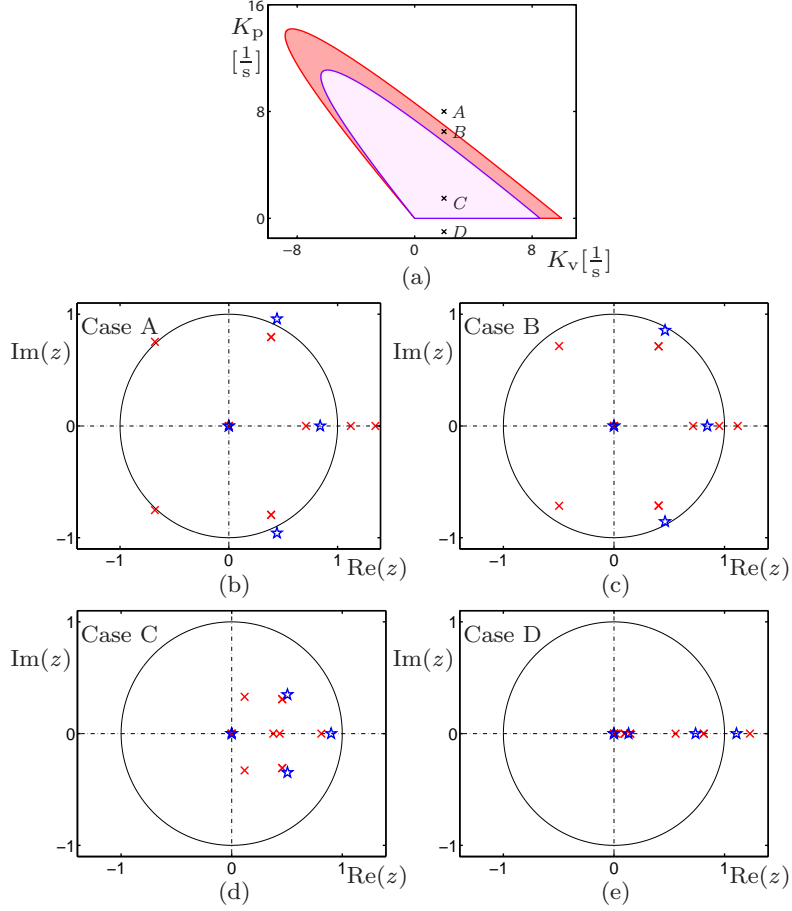 16
K_p
[1/s]
8
A
B
C
0
D
−8
0
8
K_v[1/s]
(a)
1
Case A
Im(z)
0
−1
−1
0
1
Re(z)
(b)
1
Case B
Im(z)
0
−1
−1
0
1
Re(z)
(c)
1
Case C
Im(z)
0
−1
−1
0
1
Re(z)
(d)
1
Case D
Im(z)
0
−1
−1
0
1
Re(z)
(e)